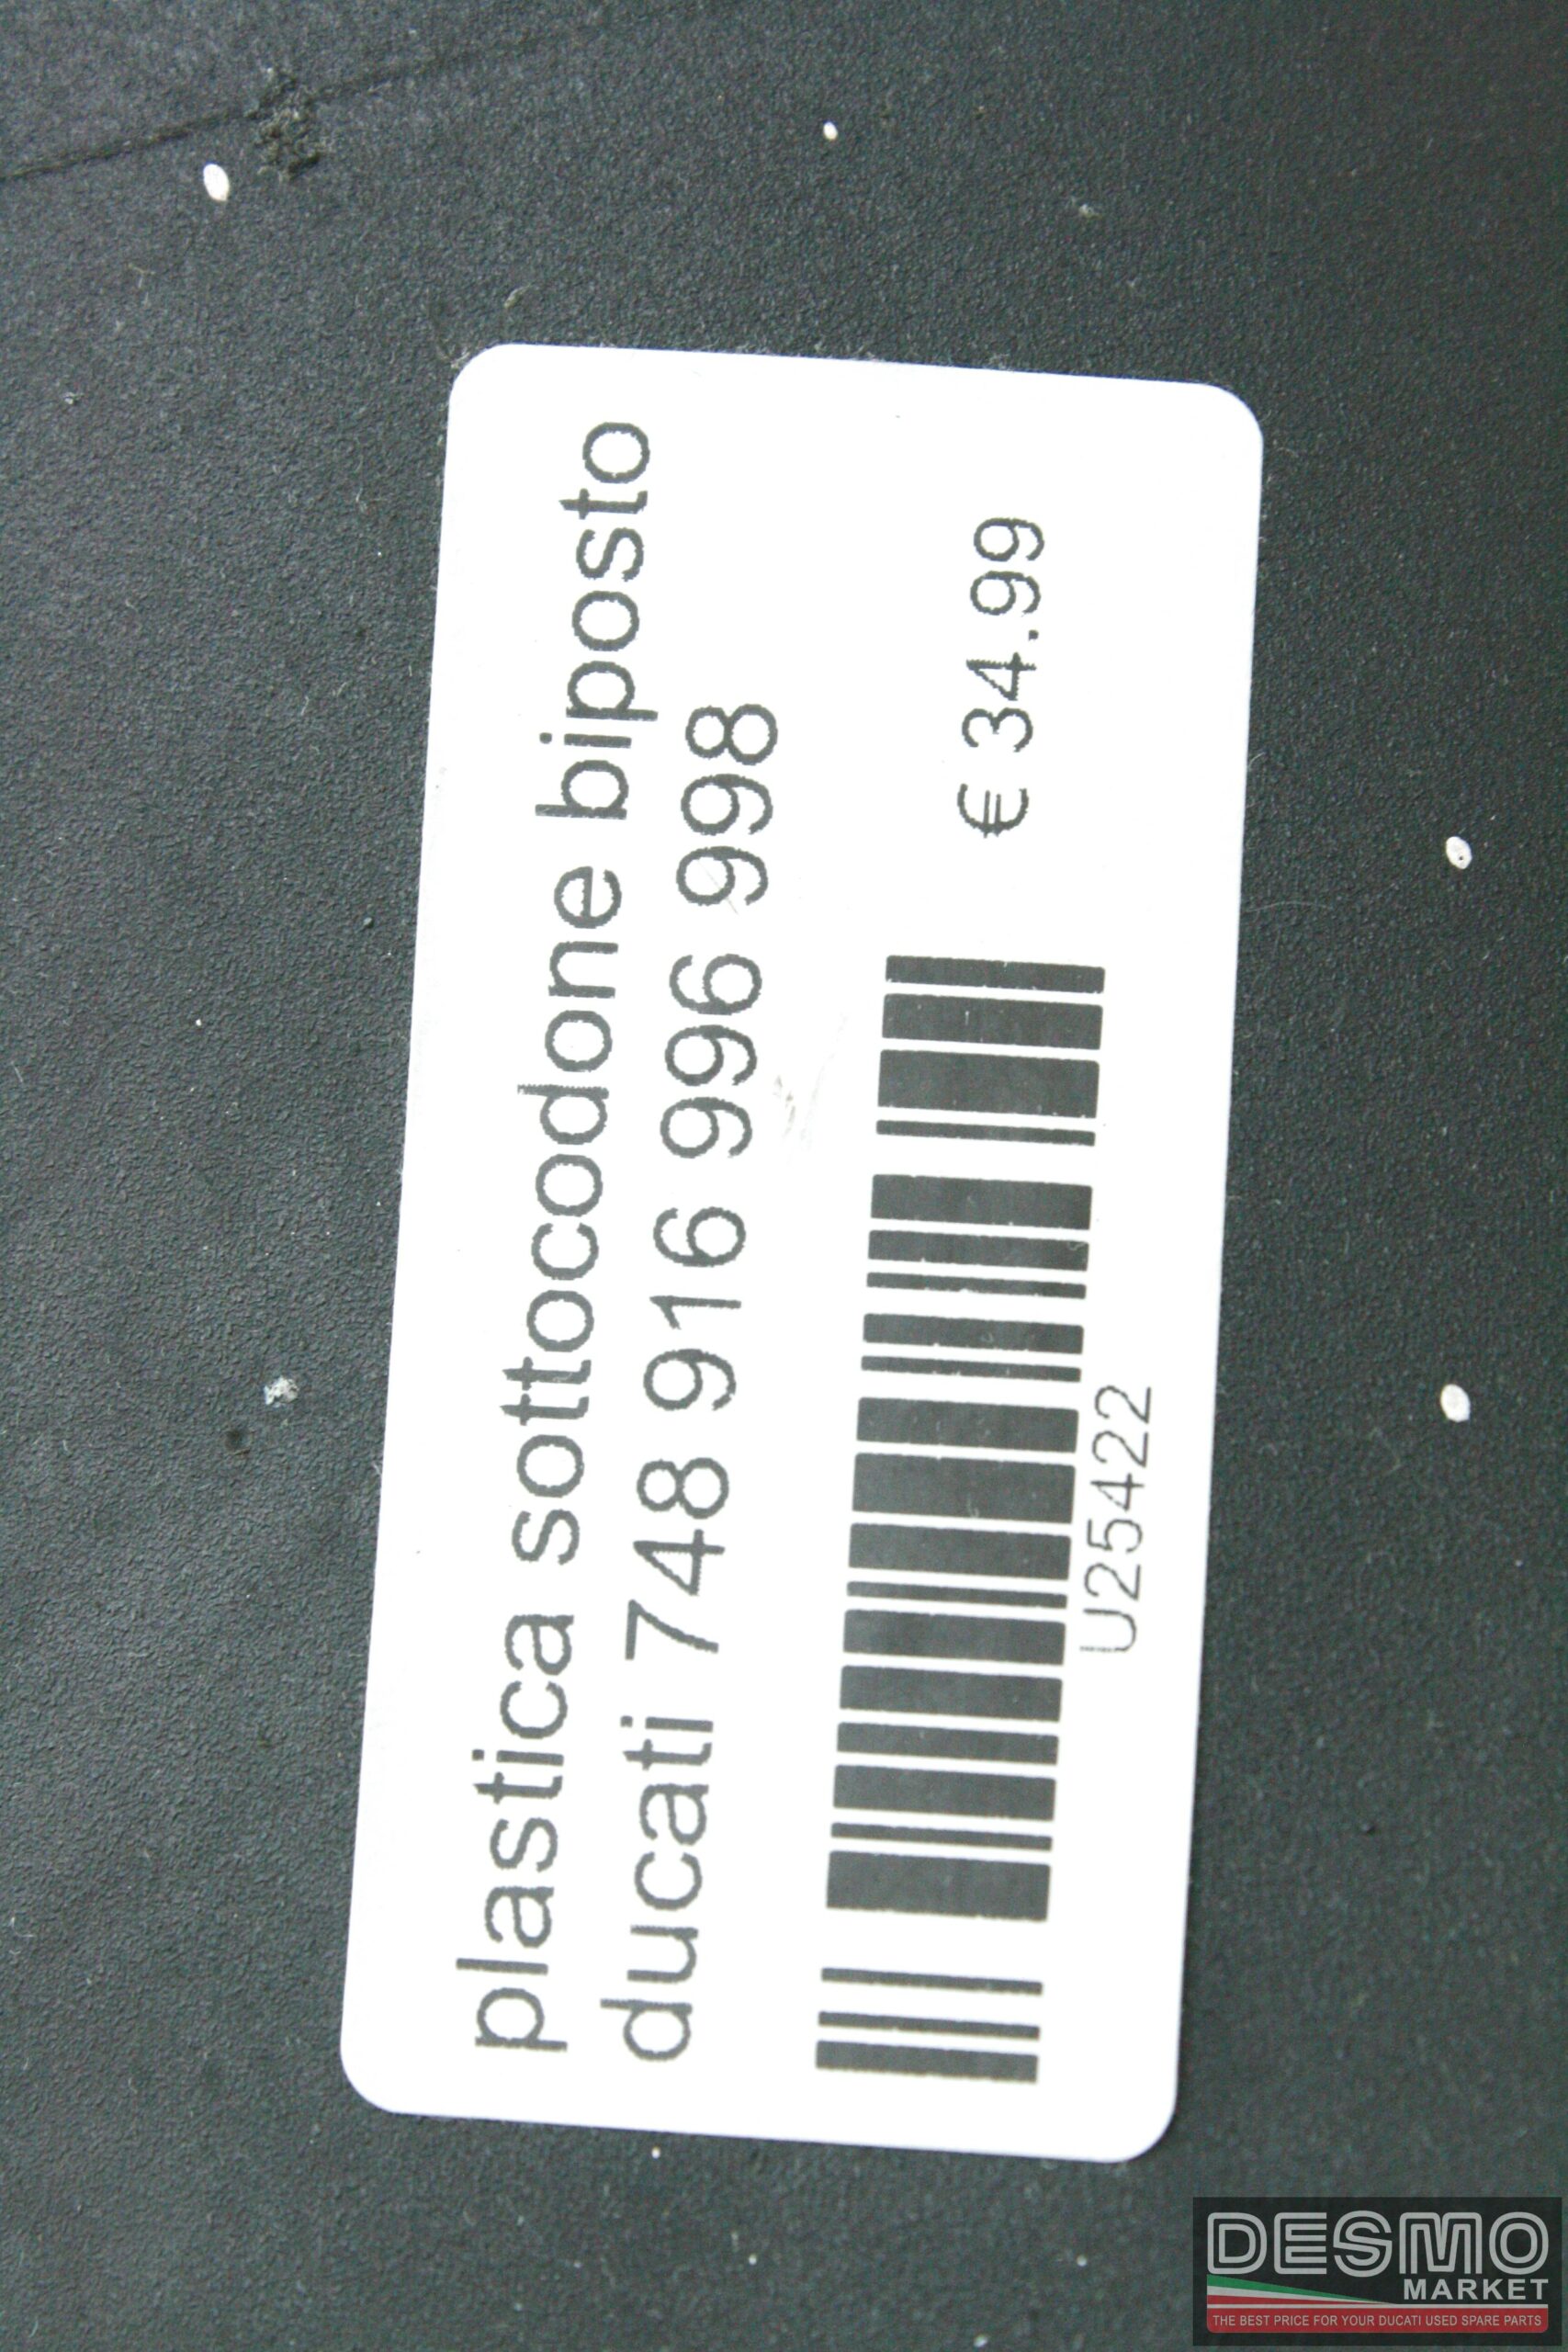 plastica sottocodone biposto
ducati 748 916 996 998
€ 34.99
U25422
DESMO
MARKET
THE BEST PRICE FOR YOUR DUCATI USED SPARE PARTS